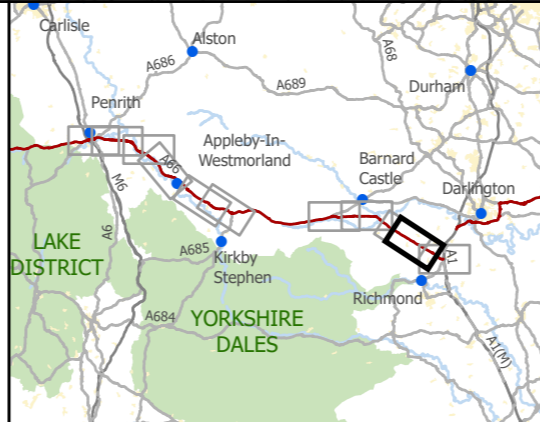 Carlisle
Alston
A686
A68
A689
Durham
Penrith
Appleby-In-
Westmorland
A66
Barnard
Castle
Darlington
M6
A6
LAKE
DISTRICT
A685
Kirkby
Stephen
A1
Richmond
A684
YORKSHIRE
DALES
A1(M)